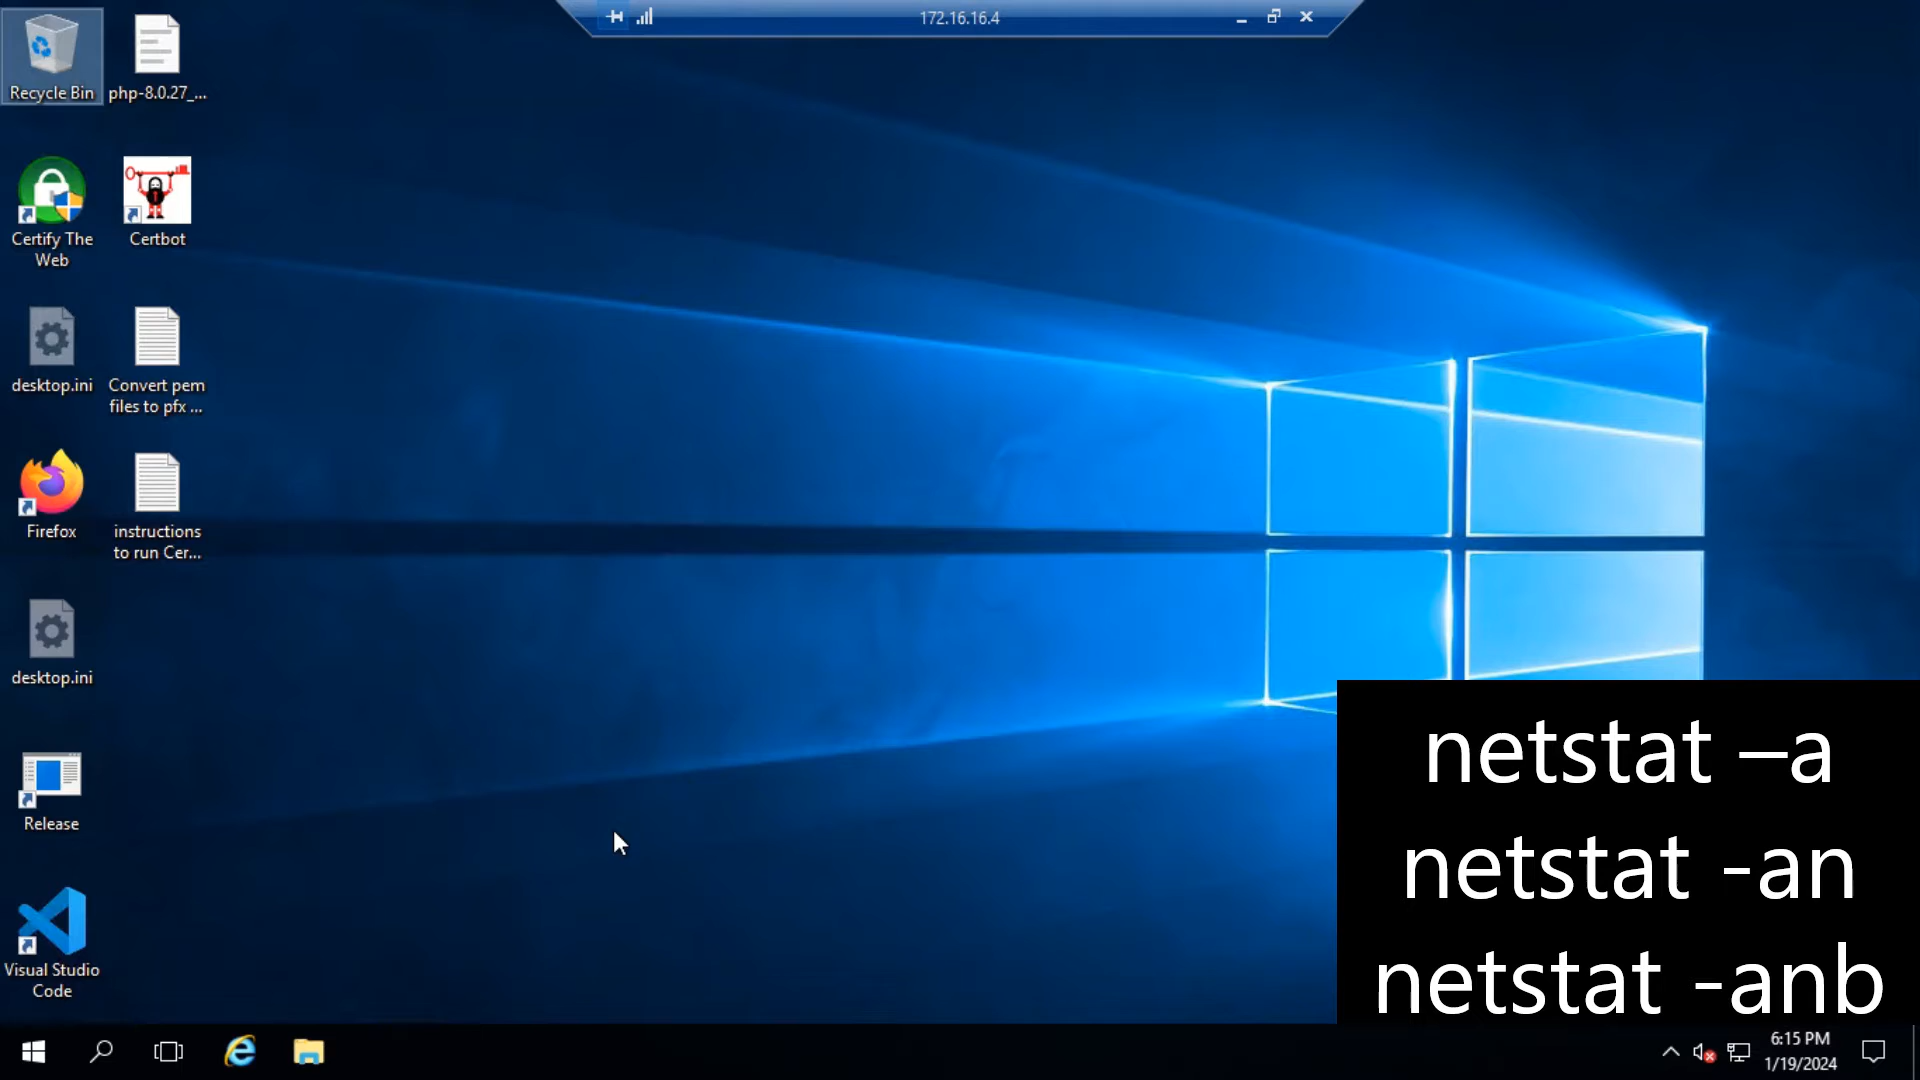 172.16.16.4
Recycle Bin
php-8.0.27_...
Certify The
Web
Certbot
desktop.ini
Convert pem
files to pfx ...
Firefox
instructions
to run Cer...
desktop.ini
Release
Visual Studio
Code
netstat –a
netstat -an
netstat -anb
6:15 PM
1/19/2024